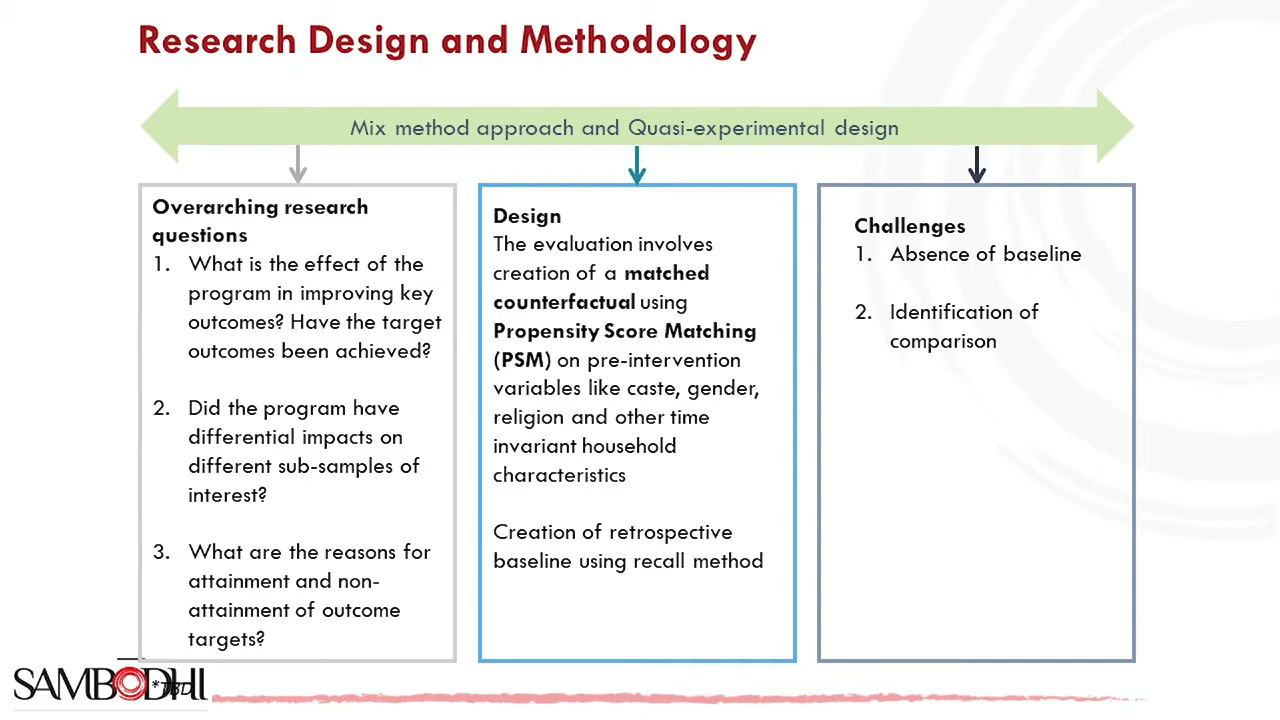 Research Design and Methodology
Mix method approach and Quasi-experimental design
Overarching research
questions
1. What is the effect of the
program in improving key
outcomes? Have the target
outcomes been achieved?
2. Did the program have
differential impacts on
different sub-samples of
interest?
3. What are the reasons for
attainment and non-
attainment of outcome
targets?
Design
The evaluation involves
creation of a matched
counterfactual using
Propensity Score Matching
(PSM) on pre-intervention
variables like caste, gender,
religion and other time
invariant household
characteristics
Creation of retrospective
baseline using recall method
Challenges
1. Absence of baseline
2. Identification of
comparison
SAMBODHI
*TBD